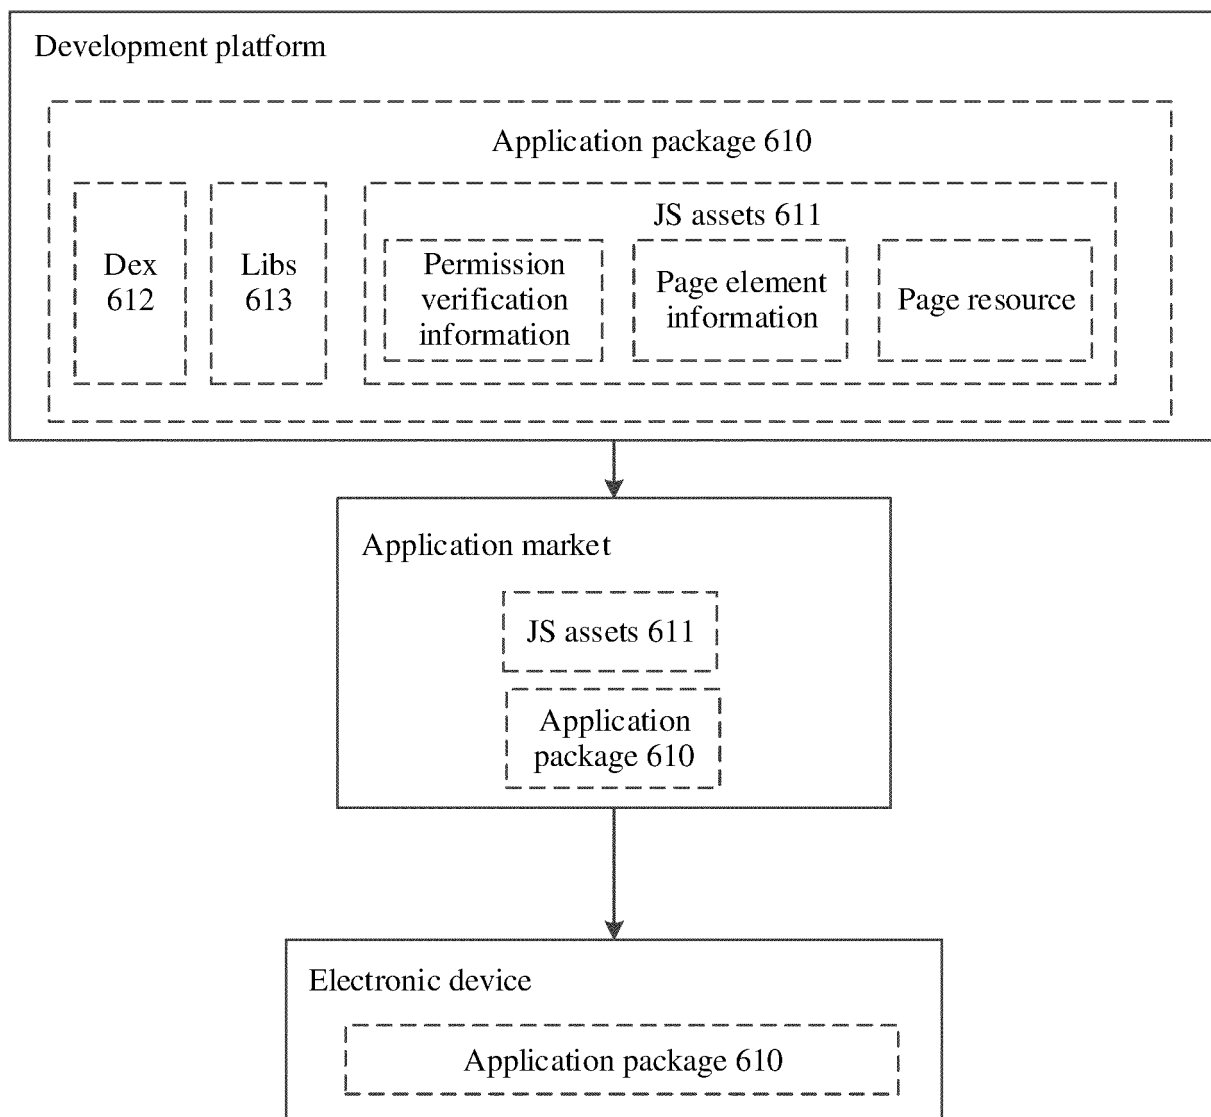 Development platform
Application package 610
JS assets 611
Dex
612
Libs
613
Permission
verification
information
Page element
information
Page resource
Application market
JS assets 611
Application
package 610
Electronic device
Application package 610